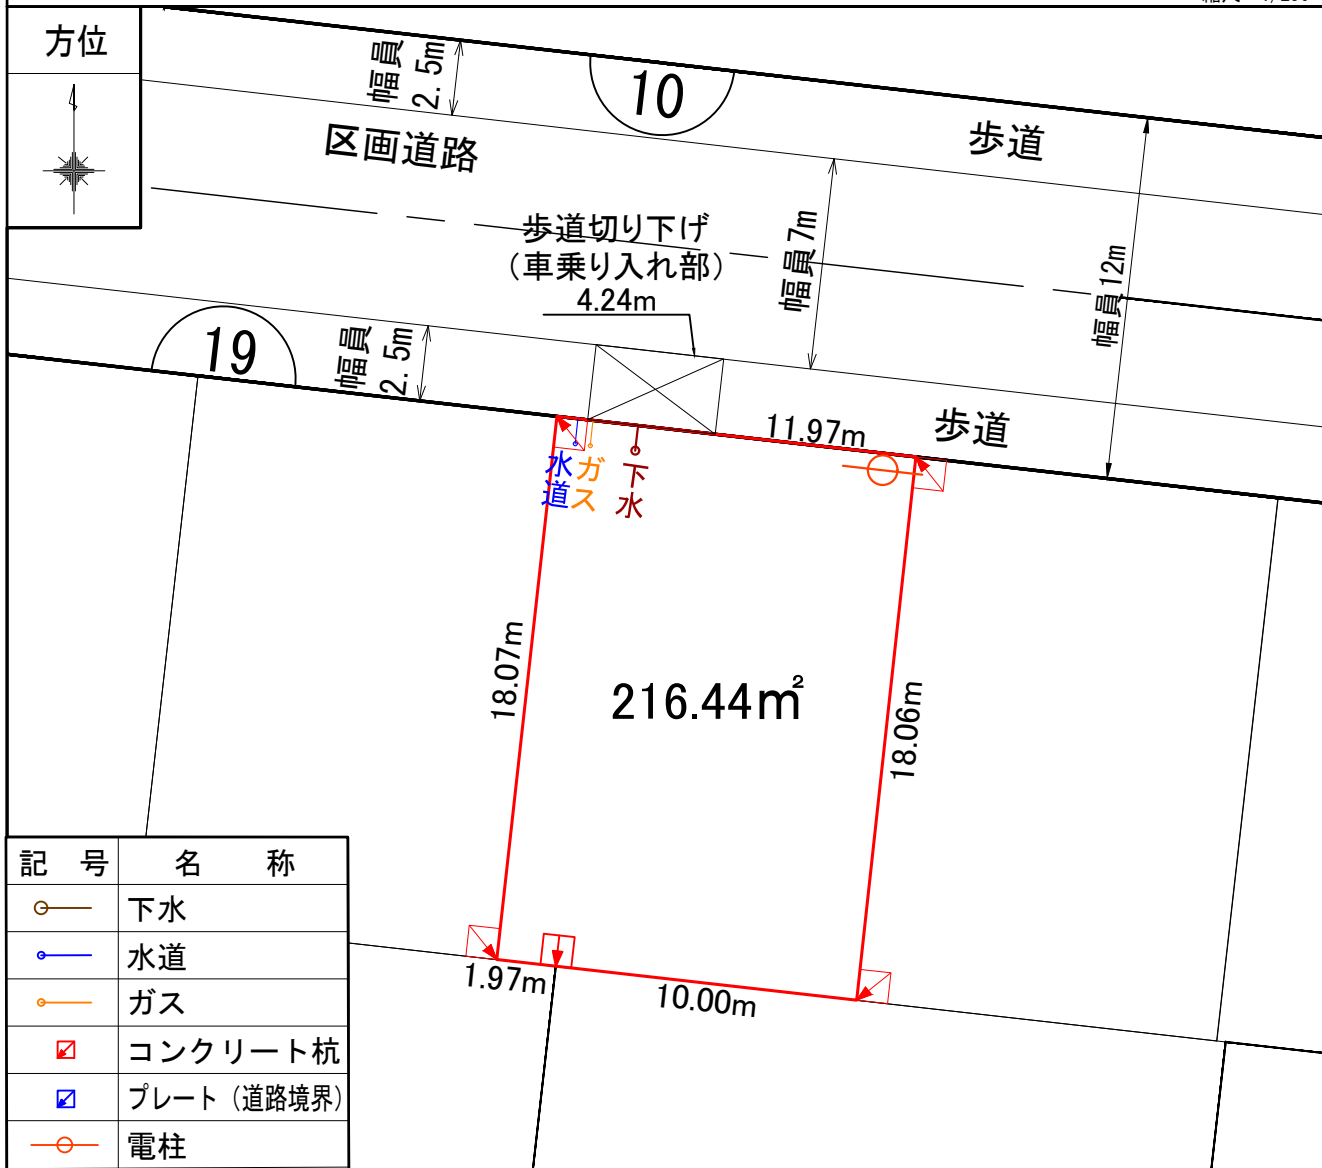 方位
幅員
2.5m
10
歩道
区画道路
歩道切り下げ
(車乗り入れ部)
4.24m
幅員7m
幅員12m
19
幅員
2.5m
11.97m
歩道
水道
ガス
下水
18.07m
216.44㎡
18.06m
1.97m
10.00m
記 号 名 称
下水
水道
ガス
コンクリート杭
プレート(道路境界)
電柱